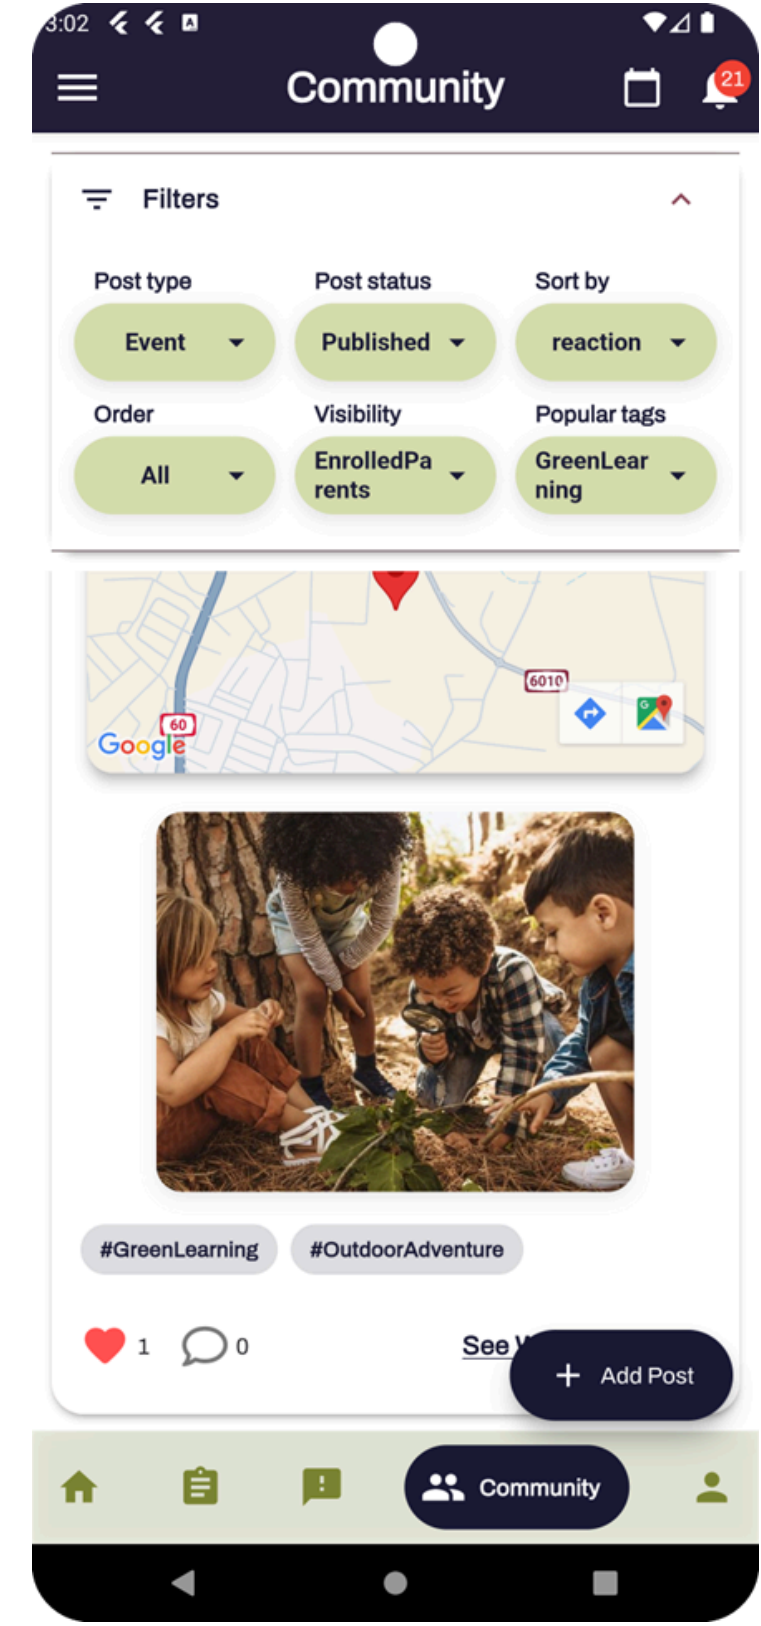 3:02
Community
21
Filters
Post type
Post status
Sort by
Event
Published
reaction
Order
Visibility
Popular tags
All
EnrolledPa
rents
GreenLear
ning
6010
60
Google
#GreenLearning
#OutdoorAdventure
1
0
See
Add Post
Community